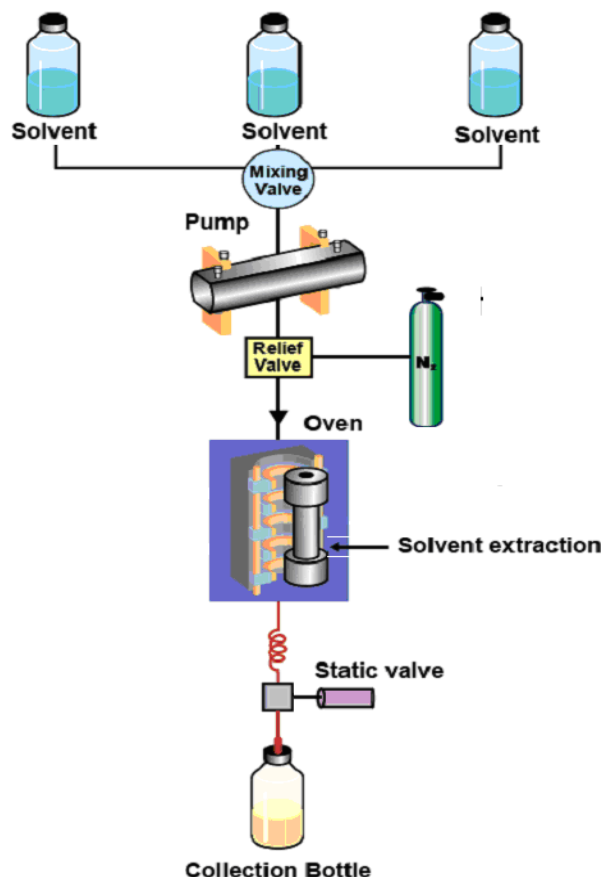 Solvent
Solvent
Solvent
Mixing
Valve
Pump
Relief
Valve
N₂
Oven
Solvent extraction
Static valve
Collection Bottle